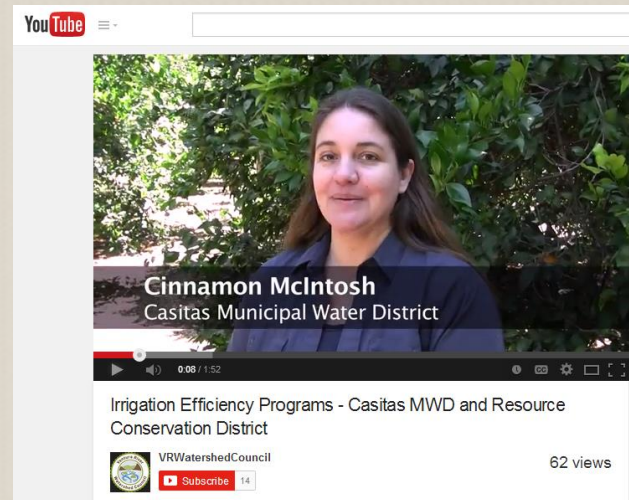 YouTube
Cinnamon McIntosh
Casitas Municipal Water District
0:08 / 1:52
CC
Irrigation Efficiency Programs - Casitas MWD and Resource
Conservation District
VRWatershedCouncil
Subscribe 14
62 views